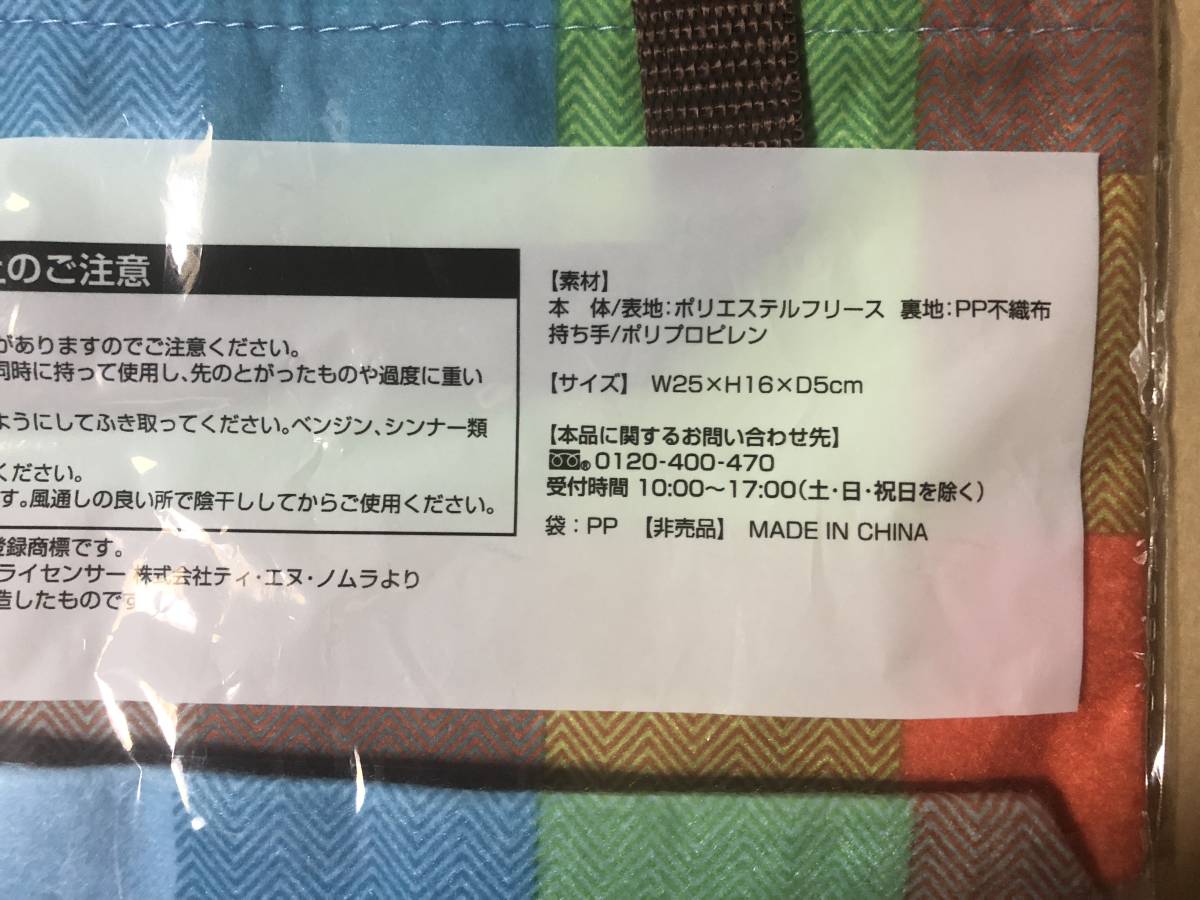 上のご注意
がありますのでご注意ください。
同時に持って使用し、先のとがったものや過度に重い
ようにしてふき取ってください。ベンジン、シンナー類
ください。
す。風通しの良い所で陰干ししてからご使用ください。
登録商標です。
ライセンサー 株式会社ティ・エヌ・ノムラより
造したものです
【素材】
本　体/表地：ポリエステルフリース　裏地：PP不織布
持ち手/ポリプロピレン
【サイズ】 W25×H16×D5cm
【本品に関するお問い合わせ先】
® 0120-400-470
受付時間 10:00～17:00（土・日・祝日を除く）
袋：PP 【非売品】 MADE IN CHINA